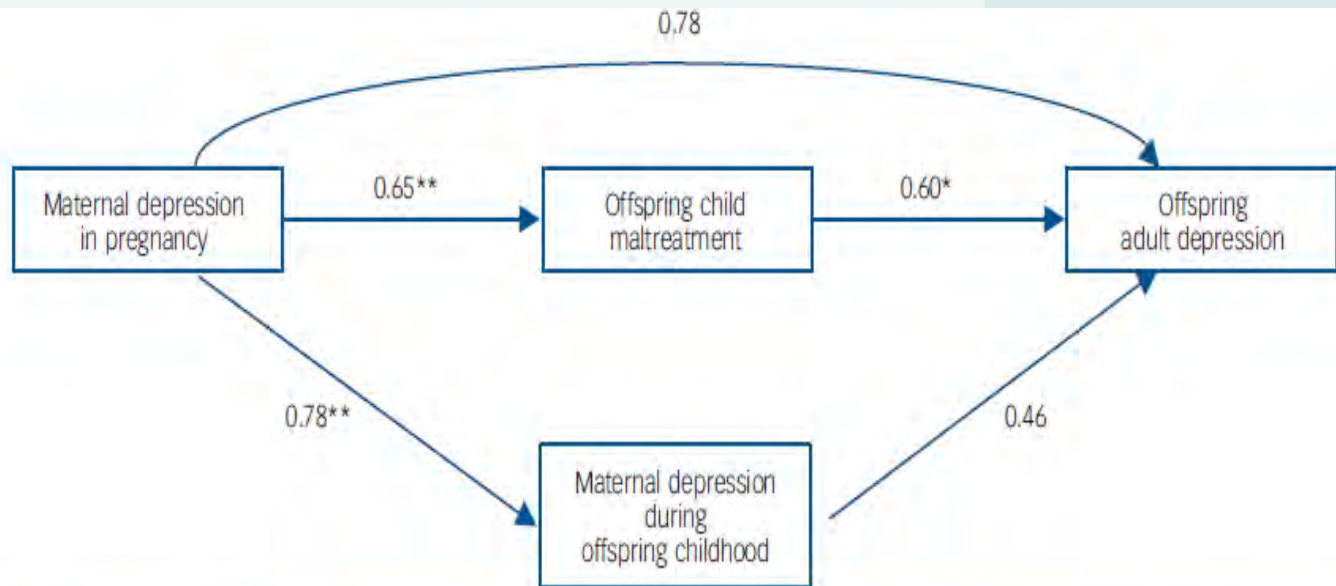 0.78
Maternal depression
in pregnancy
0.65**
Offspring child
maltreatment
0.60*
Offspring
adult depression
0.78**
0.46
Maternal depression
during
offspring childhood